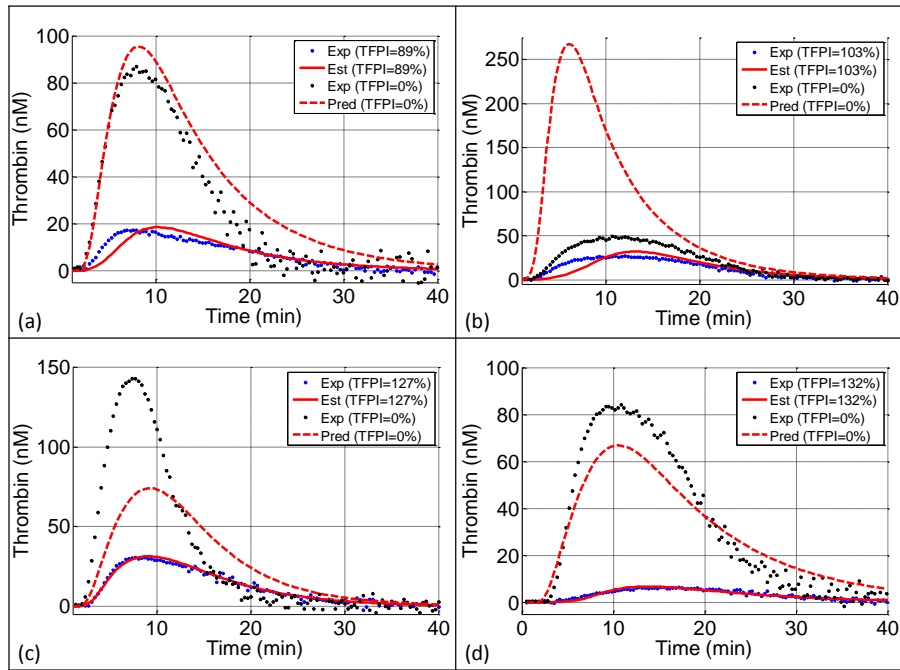 100
80
60
40
20
0
Thrombin (nM)
Exp (TFPI=89%)
Est (TFPI=89%)
Exp (TFPI=0%)
Pred (TFPI=0%)
10 20 30 40
Time (min)
(a)
250
200
150
100
50
0
Thrombin (nM)
Exp (TFPI=103%)
Est (TFPI=103%)
Exp (TFPI=0%)
Pred (TFPI=0%)
10 20 30 40
Time (min)
(b)
150
100
50
0
Thrombin (nM)
Exp (TFPI=127%)
Est (TFPI=127%)
Exp (TFPI=0%)
Pred (TFPI=0%)
10 20 30 40
Time (min)
(c)
100
80
60
40
20
0
Thrombin (nM)
Exp (TFPI=132%)
Est (TFPI=132%)
Exp (TFPI=0%)
Pred (TFPI=0%)
0 10 20 30 40
Time (min)
(d)